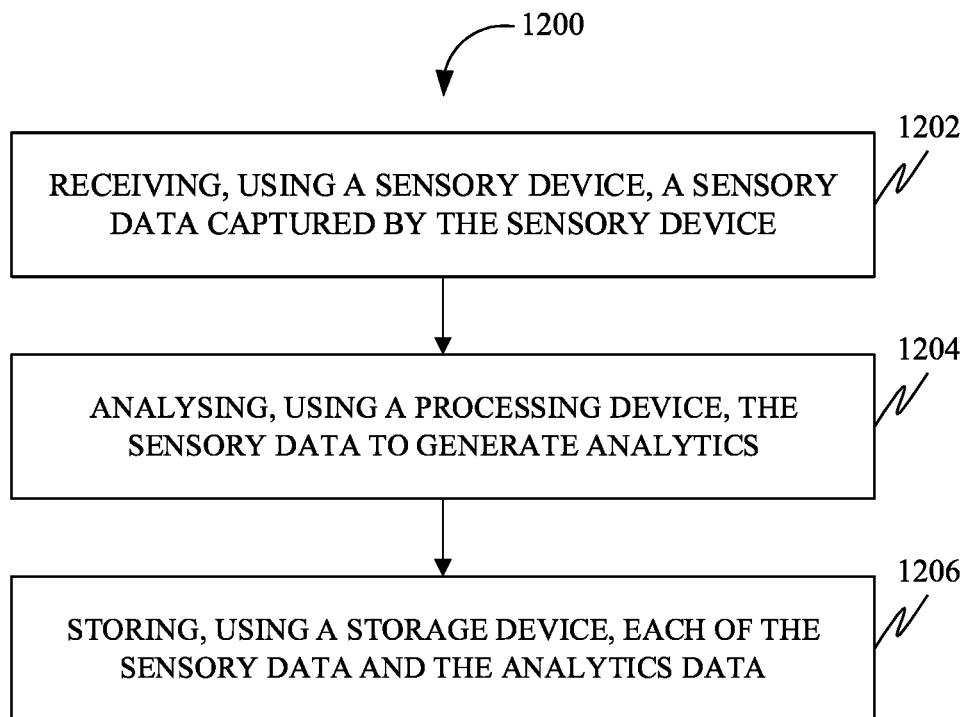 1200
1202
RECEIVING, USING A SENSORY DEVICE, A SENSORY
DATA CAPTURED BY THE SENSORY DEVICE
1204
ANALYSING, USING A PROCESSING DEVICE, THE
SENSORY DATA TO GENERATE ANALYTICS
1206
STORING, USING A STORAGE DEVICE, EACH OF THE
SENSORY DATA AND THE ANALYTICS DATA